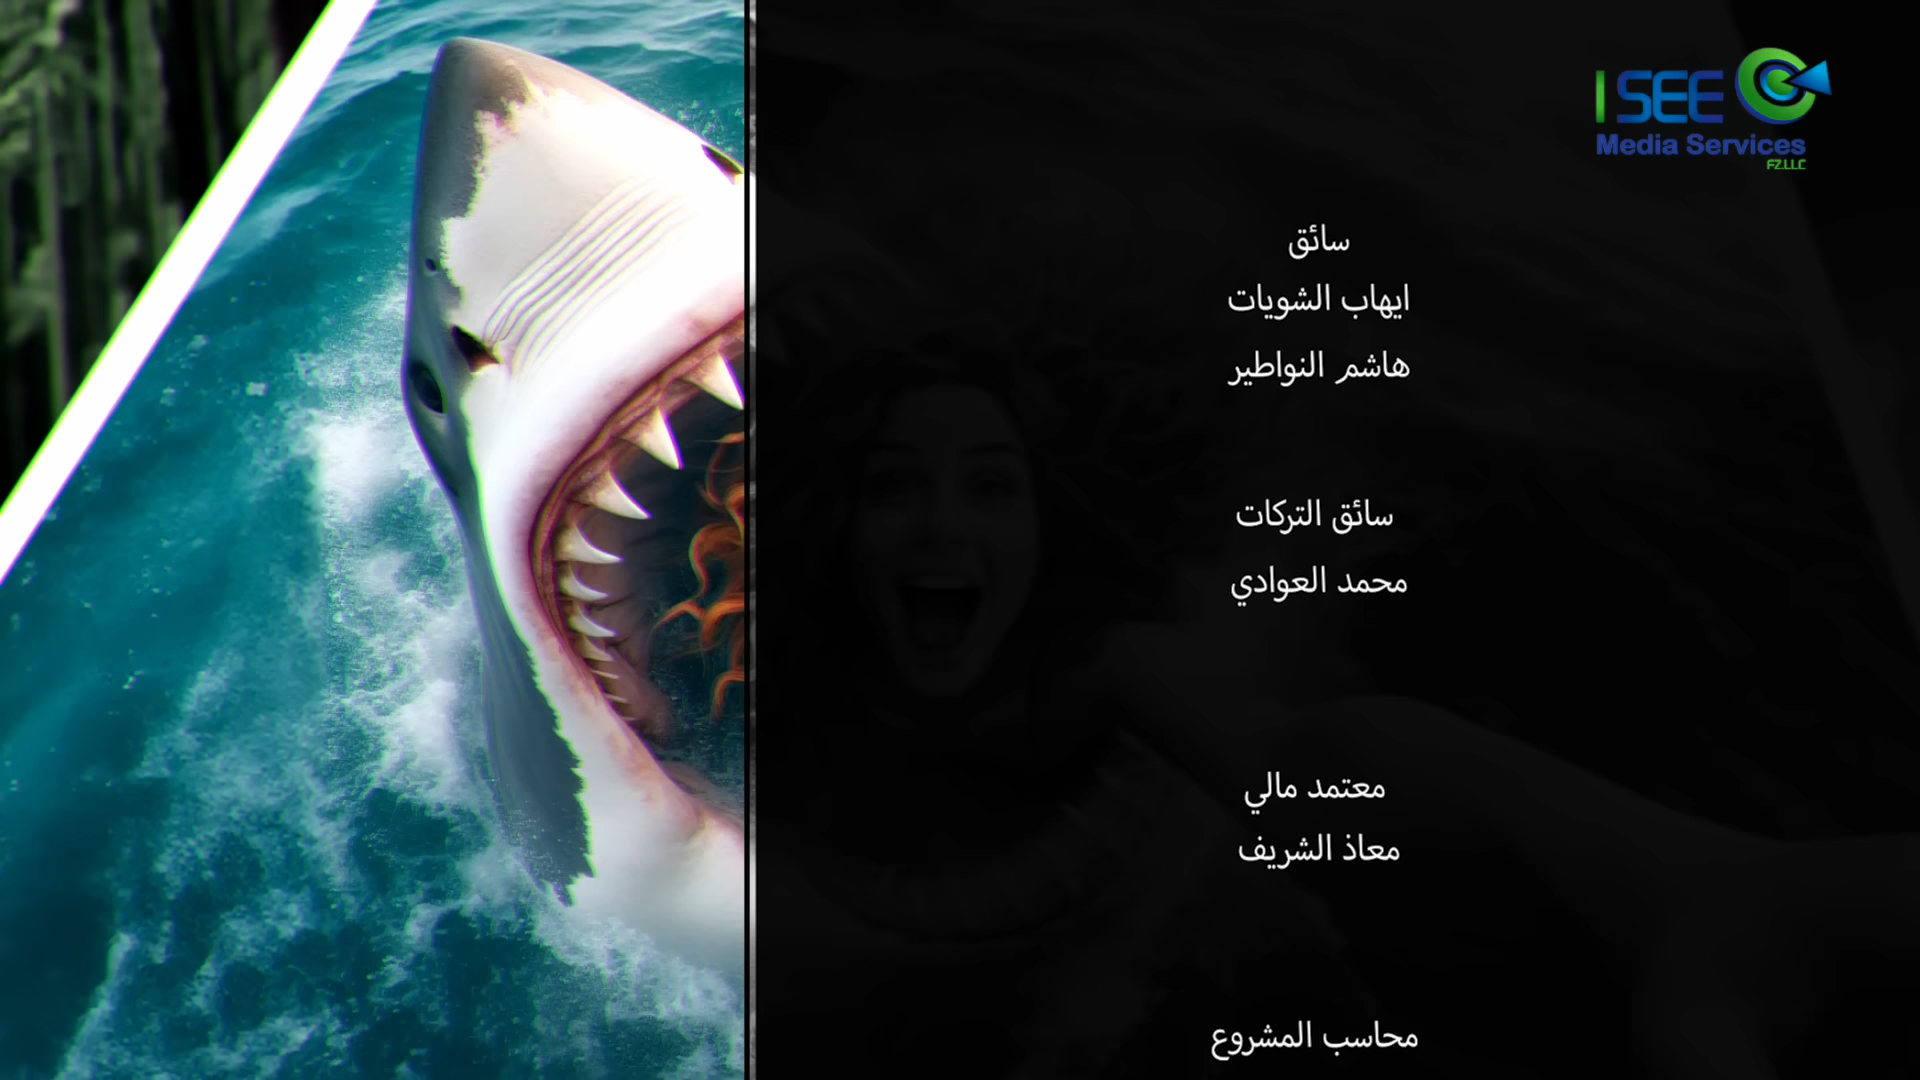 I SEE
Media Services
FZ.LLC
سائق
ايهاب الشويات
هاشم النواطير
سائق التركات
محمد العوادي
معتمد مالي
معاذ الشريف
محاسب المشروع